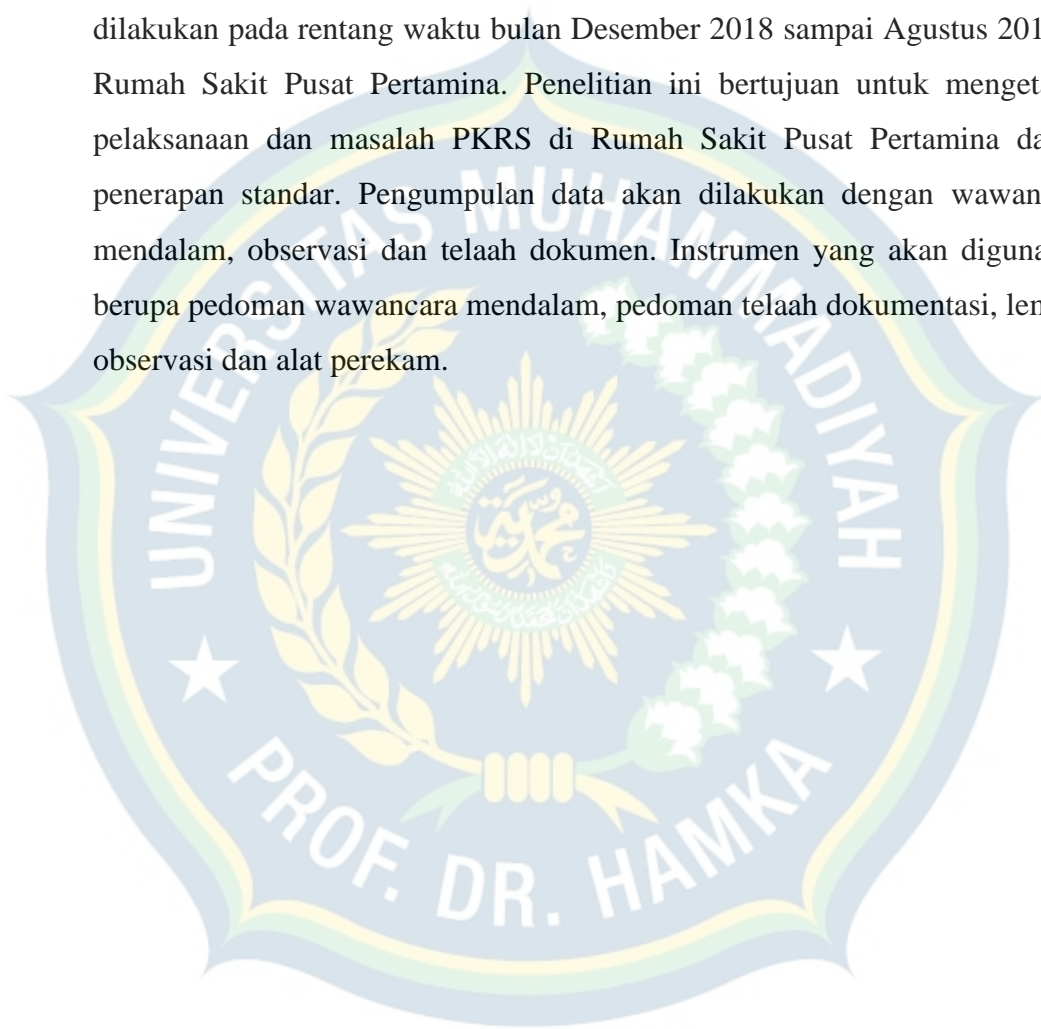 dilakukan pada rentang waktu bulan Desember 2018 sampai Agustus 201
Rumah Sakit Pusat Pertamina. Penelitian ini bertujuan untuk menget
pelaksanaan dan masalah PKRS di Rumah Sakit Pusat Pertamina da
penerapan standar. Pengumpulan data akan dilakukan dengan wawan
mendalam, observasi dan telaah dokumen. Instrumen yang akan diguna
berupa pedoman wawancara mendalam, pedoman telaah dokumentasi, lem
observasi dan alat perekam.
UNIVERSITAS MUHAMMADIYAH
PROF. DR. HAMKA